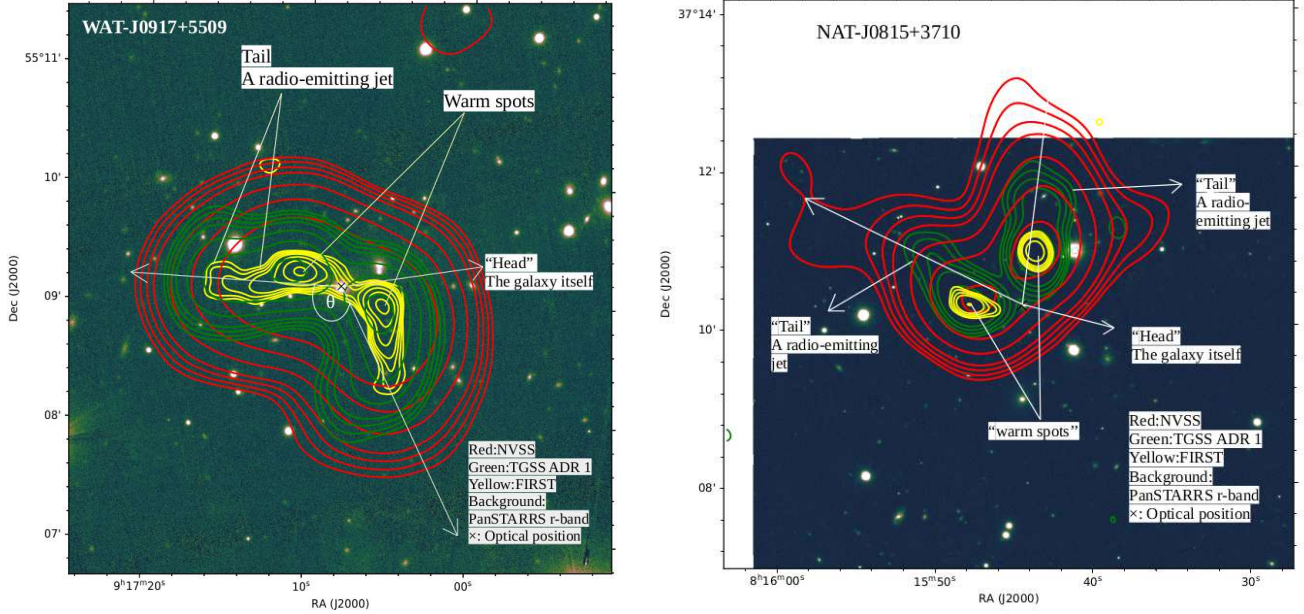 WAT-J0917+5509
Tail
A radio-emitting jet
Warm spots
“Head”
The galaxy itself
θ
×
Red:NVSS
Green:TGSS ADR 1
Yellow:FIRST
Background:
PanSTARRS r-band
×: Optical position
55°11'
10'
09'
08'
07'
Dec (J2000)
9ʰ17ᵐ20ˢ
10ˢ
00ˢ
RA (J2000)
NAT-J0815+3710
“Tail”
A radio-
emitting jet
“Tail”
A radio-emitting
jet
“Head”
The galaxy itself
“warm spots”
Red:NVSS
Green:TGSS ADR 1
Yellow:FIRST
Background:
PanSTARRS r-band
×: Optical position
37°14'
12'
10'
08'
Dec (J2000)
8ʰ16ᵐ00ˢ
15ᵐ50ˢ
40ˢ
30ˢ
RA (J2000)